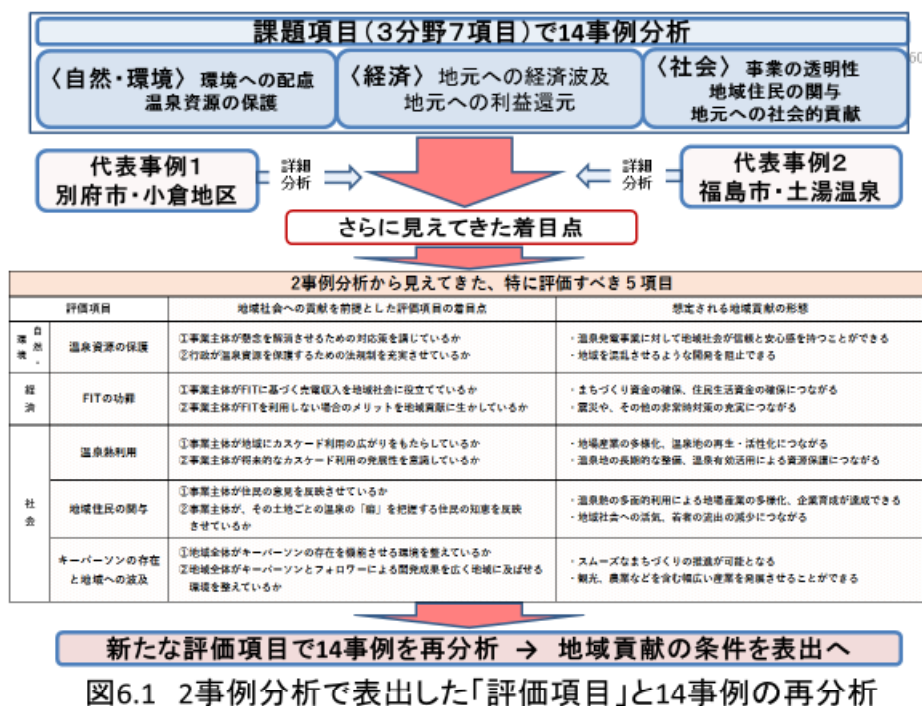 課題項目(3分野7項目)で14事例分析
60
〈自然・環境〉 環境への配慮
温泉資源の保護
〈経済〉 地元への経済波及
地元への利益還元
〈社会〉 事業の透明性
地域住民の関与
地元への社会的貢献
代表事例1
別府市・小倉地区
詳細
分析
詳細
分析
代表事例2
福島市・土湯温泉
さらに見えてきた着目点
2事例分析から見えてきた、特に評価すべき5項目
評価項目
地域社会への貢献を前提とした評価項目の着目点
想定される地域貢献の形態
自然・環境
温泉資源の保護
①事業主体が懸念を解消させるための対応策を講じているか
②行政が温泉資源を保護するための法規制を充実させているか
・温泉発電事業に対して地域社会が信頼と安心感を持つことができる
・地域を混乱させるような開発を阻止できる
経済
FITの功罪
①事業主体がFITに基づく売電収入を地域社会に役立てているか
②事業主体がFITを利用しない場合のメリットを地域貢献に生かしているか
・まちづくり資金の確保、住民生活資金の確保につながる
・震災や、その他の非常時対策の充実につながる
社会
温泉熱利用
①事業主体が地域にカスケード利用の広がりをもたらしているか
②事業主体が将来的なカスケード利用の発展性を意識しているか
・地場産業の多様化、温泉地の再生・活性化につながる
・温泉地の長期的な整備、温泉有効活用による資源保護につながる
地域住民の関与
①事業主体が住民の意見を反映させているか
②事業主体が、その土地ごとの温泉の「癖」を把握する住民の知恵を反映
させているか
・温泉熱の多面的利用による地場産業の多様化、企業育成が達成できる
・地域社会への活気、若者の流出の減少につながる
キーパーソンの存在
と地域への波及
①地域全体がキーパーソンの存在を機能させる環境を整えているか
②地域全体がキーパーソンとフォロワーによる開発成果を広く地域に及ばせる
環境を整えているか
・スムーズなまちづくりの推進が可能となる
・観光、農業などを含む幅広い産業を発展させることができる
新たな評価項目で14事例を再分析 → 地域貢献の条件を表出へ
図6.1 2事例分析で表出した「評価項目」と14事例の再分析